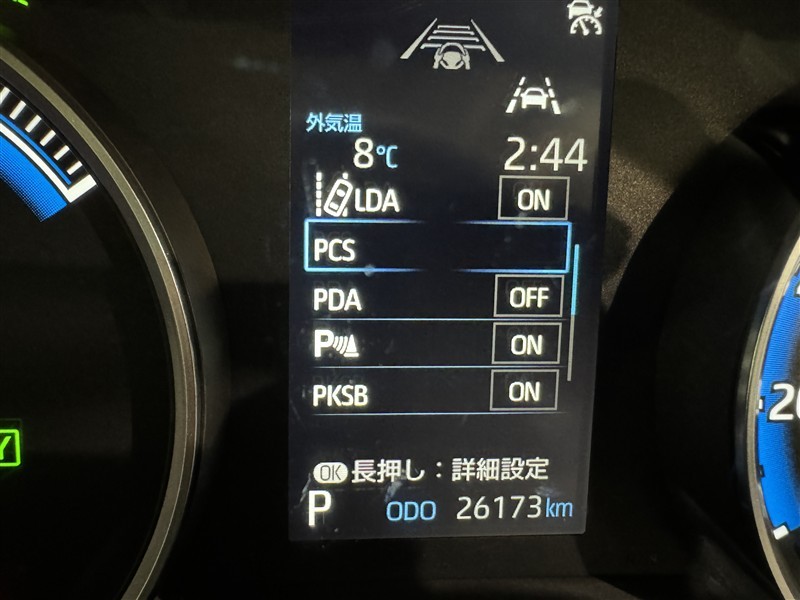 外気温
8℃ 2:44
LDA ON
PCS
PDA OFF
P ON
PKSB ON
OK 長押し：詳細設定
P ODO 26173km